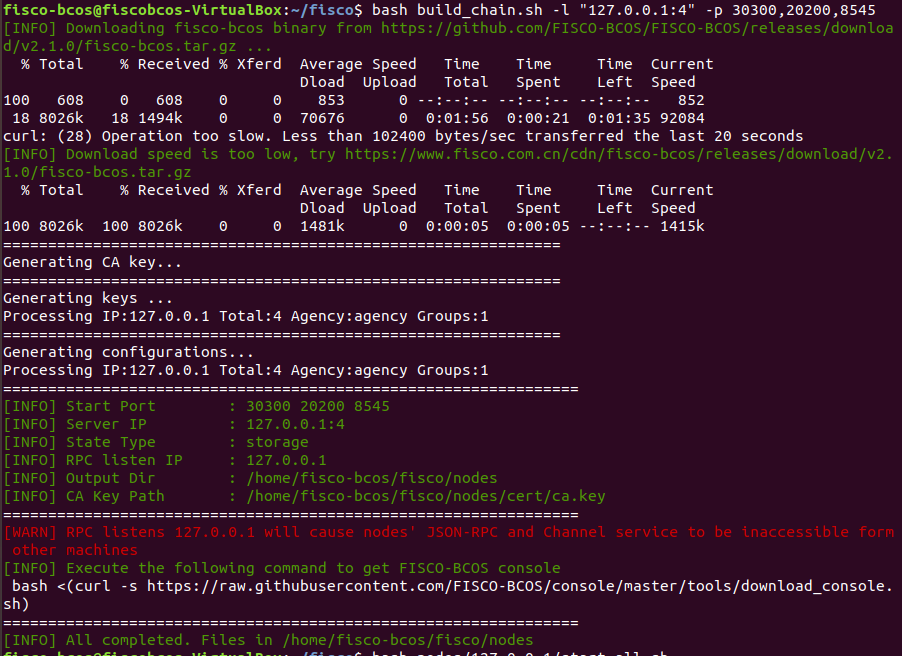 fisco-bcos@fiscobcos-VirtualBox:~/fisco$ bash build_chain.sh -l "127.0.0.1:4" -p 30300,20200,8545
[INFO] Downloading fisco-bcos binary from https://github.com/FISCO-BCOS/FISCO-BCOS/releases/downloa
d/v2.1.0/fisco-bcos.tar.gz ...
  % Total    % Received % Xferd  Average Speed   Time    Time     Time  Current
                                 Dload  Upload   Total   Spent    Left  Speed
100   608    0   608    0     0    853      0 --:--:-- --:--:-- --:--:--   852
 18 8026k   18 1494k    0     0  70676      0  0:01:56  0:00:21  0:01:35 92084
curl: (28) Operation too slow. Less than 102400 bytes/sec transferred the last 20 seconds
[INFO] Download speed is too low, try https://www.fisco.com.cn/cdn/fisco-bcos/releases/download/v2.
1.0/fisco-bcos.tar.gz
  % Total    % Received % Xferd  Average Speed   Time    Time     Time  Current
                                 Dload  Upload   Total   Spent    Left  Speed
100 8026k  100 8026k    0     0  1481k      0  0:00:05  0:00:05 --:--:-- 1415k
==============================================================
Generating CA key...
==============================================================
Generating keys ...
Processing IP:127.0.0.1 Total:4 Agency:agency Groups:1
==============================================================
Generating configurations...
Processing IP:127.0.0.1 Total:4 Agency:agency Groups:1
================================================================
[INFO] Start Port        : 30300 20200 8545
[INFO] Server IP         : 127.0.0.1:4
[INFO] State Type        : storage
[INFO] RPC listen IP     : 127.0.0.1
[INFO] Output Dir        : /home/fisco-bcos/fisco/nodes
[INFO] CA Key Path       : /home/fisco-bcos/fisco/nodes/cert/ca.key
================================================================
[WARN] RPC listens 127.0.0.1 will cause nodes' JSON-RPC and Channel service to be inaccessible form
 other machines
[INFO] Execute the following command to get FISCO-BCOS console
 bash <(curl -s https://raw.githubusercontent.com/FISCO-BCOS/console/master/tools/download_console.
sh)
================================================================
[INFO] All completed. Files in /home/fisco-bcos/fisco/nodes
fisco-bcos@fiscobcos-VirtualBox:~/fisco$ bash nodes/127.0.0.1/start_all.sh